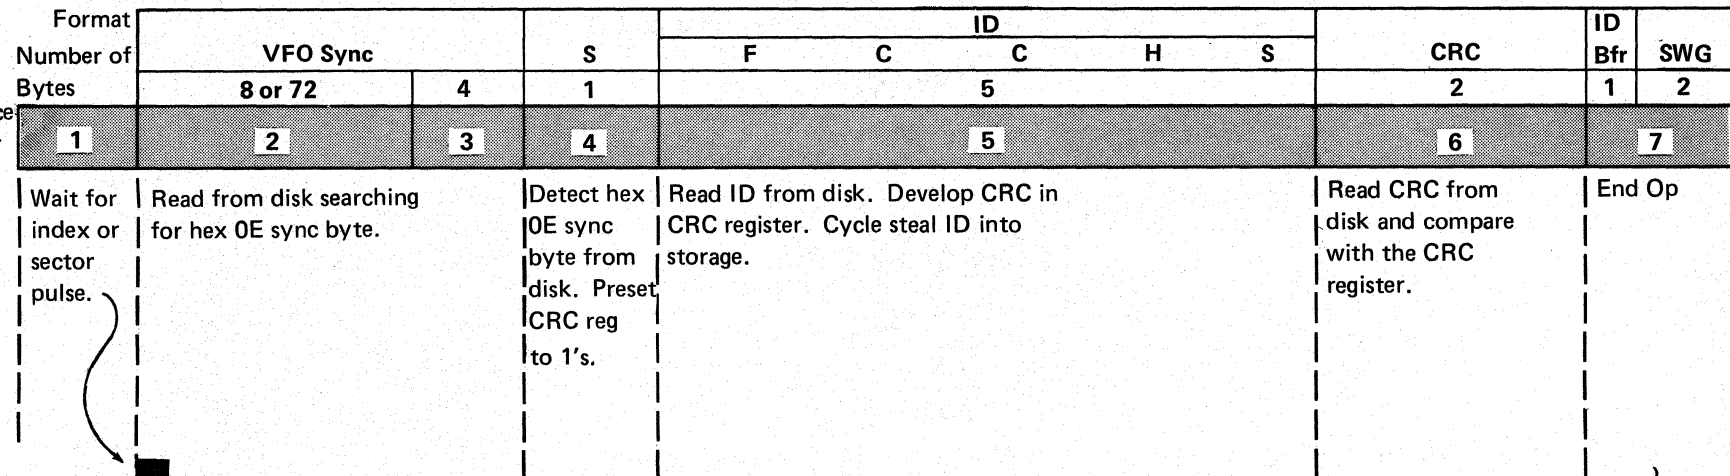 Format ID ID
Number of VFO Sync S F C C H S CRC Bfr SWG
Bytes 8 or 72 4 1 5 2 1 2
ce-
1 2 3 4 5 6 7
Wait for
index or
sector
pulse.
Read from disk searching
for hex 0E sync byte.
Detect hex
0E sync
byte from
disk. Preset
CRC reg
to 1's.
Read ID from disk. Develop CRC in
CRC register. Cycle steal ID into
storage.
Read CRC from
disk and compare
with the CRC
register.
End Op